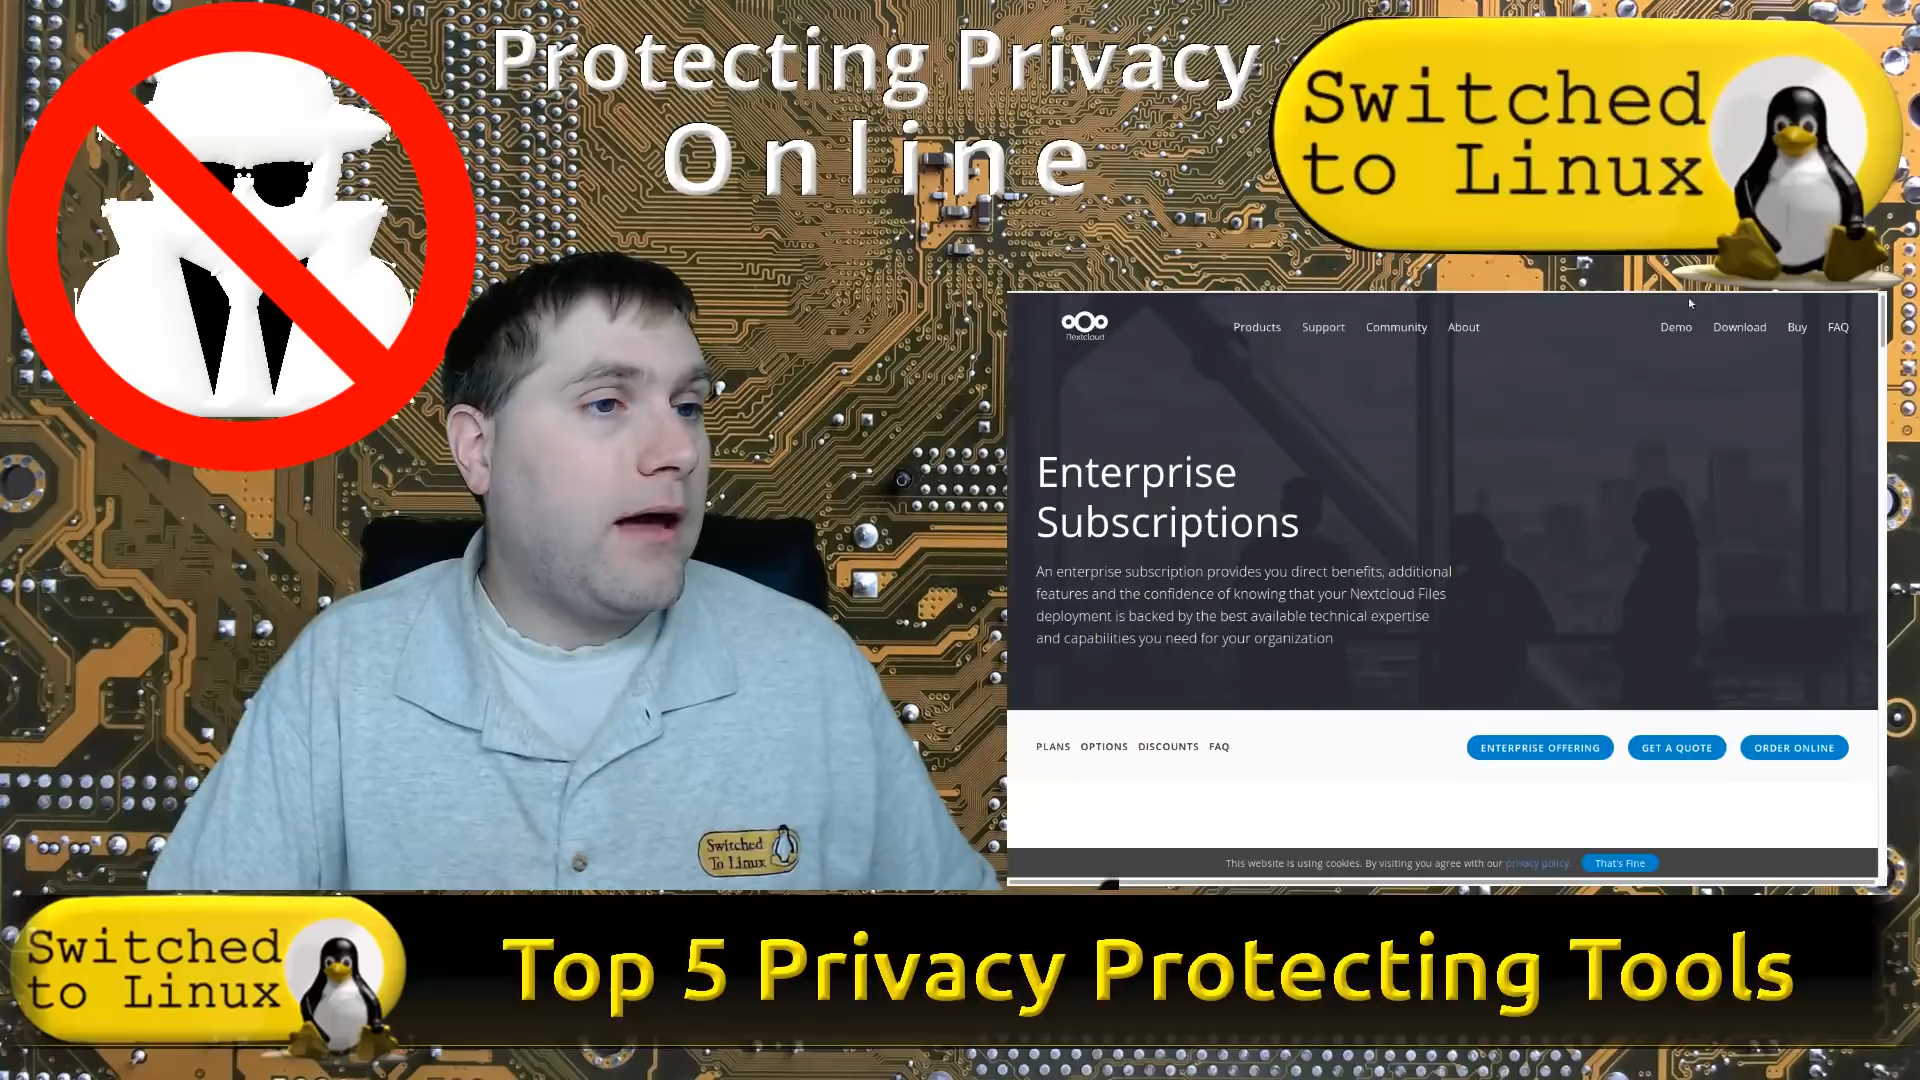 Protecting Privacy
Online
Switched
to Linux
Nextcloud
Products Support Community About
Demo Download Buy FAQ
Enterprise
Subscriptions
An enterprise subscription provides you direct benefits, additional
features and the confidence of knowing that your Nextcloud Files
deployment is backed by the best available technical expertise
and capabilities you need for your organization
PLANS OPTIONS DISCOUNTS FAQ
ENTERPRISE OFFERING GET A QUOTE ORDER ONLINE
This website is using cookies. By visiting you agree with our privacy policy. That's Fine
Switched
To Linux
Switched
to Linux
Top 5 Privacy Protecting Tools